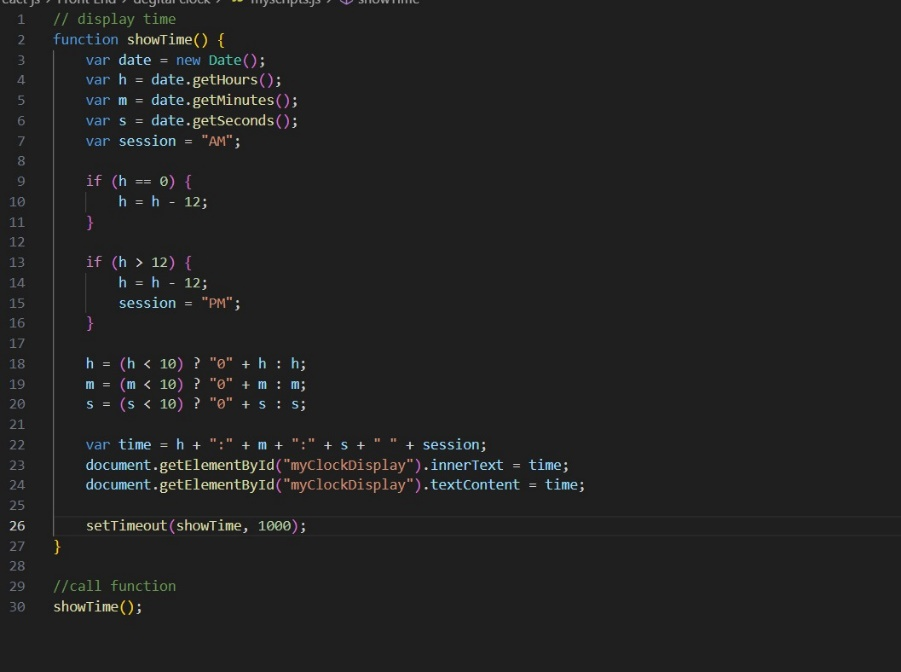 Front End > degital clock > myscripts.js > showTime
1 // display time
2 function showTime() {
3     var date = new Date();
4     var h = date.getHours();
5     var m = date.getMinutes();
6     var s = date.getSeconds();
7     var session = "AM";
8
9     if (h == 0) {
10         h = h - 12;
11     }
12
13     if (h > 12) {
14         h = h - 12;
15         session = "PM";
16     }
17
18     h = (h < 10) ? "0" + h : h;
19     m = (m < 10) ? "0" + m : m;
20     s = (s < 10) ? "0" + s : s;
21
22     var time = h + ":" + m + ":" + s + " " + session;
23     document.getElementById("myClockDisplay").innerText = time;
24     document.getElementById("myClockDisplay").textContent = time;
25
26     setTimeout(showTime, 1000);
27 }
28
29 //call function
30 showTime();